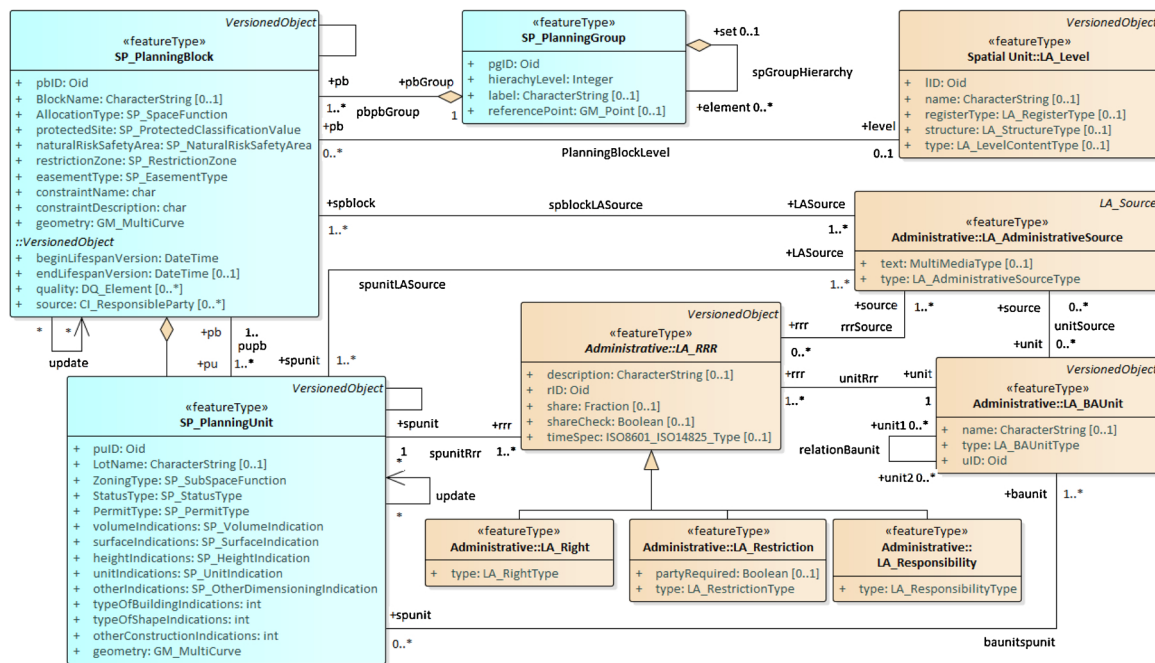 VersionedObject
«featureType»
SP_PlanningBlock
+ pbID: Oid
+ BlockName: CharacterString [0..1]
+ AllocationType: SP_SpaceFunction
+ protectedSite: SP_ProtectedClassificationValue
+ naturalRiskSafetyArea: SP_NaturalRiskSafetyArea
+ restrictionZone: SP_RestrictionZone
+ easementType: SP_EasementType
+ constraintName: char
+ constraintDescription: char
+ geometry: GM_MultiCurve
::VersionedObject
+ beginLifespanVersion: DateTime
+ endLifespanVersion: DateTime [0..1]
+ quality: DQ_Element [0..*]
+ source: CI_ResponsibleParty [0..*]
«featureType»
SP_PlanningGroup
+ pgID: Oid
+ hierachyLevel: Integer
+ label: CharacterString [0..1]
+ referencePoint: GM_Point [0..1]
+set 0..1
spGroupHierarchy
+element 0..*
VersionedObject
«featureType»
Spatial Unit::LA_Level
+ lID: Oid
+ name: CharacterString [0..1]
+ registerType: LA_RegisterType [0..1]
+ structure: LA_StructureType [0..1]
+ type: LA_LevelContentType [0..1]
+pb
+pbGroup
1..*
pbpbGroup
1
+pb
+level
0..*
PlanningBlockLevel
0..1
+spblock
spblockLASource
+LASource
1..*
1..*
LA_Source
«featureType»
Administrative::LA_AdministrativeSource
+ text: MultiMediaType [0..1]
+ type: LA_AdministrativeSourceType
+LASource
spunitLASource
1..*
+source
1..*
+source
0..*
unitSource
+unit
0..*
* *
update
+pb
1..
pupb
+pu
1..*
+spunit
1..*
VersionedObject
«featureType»
Administrative::LA_RRR
+ description: CharacterString [0..1]
+ rID: Oid
+ share: Fraction [0..1]
+ shareCheck: Boolean [0..1]
+ timeSpec: ISO8601_ISO14825_Type [0..1]
+rrr
rrrSource
0..*
+rrr
unitRrr
+unit
1..*
1
VersionedObject
«featureType»
Administrative::LA_BAUnit
+ name: CharacterString [0..1]
+ type: LA_BAUnitType
+ uID: Oid
+unit1 0..*
relationBaunit
+unit2 0..*
+baunit
1..*
VersionedObject
«featureType»
SP_PlanningUnit
+ puID: Oid
+ LotName: CharacterString [0..1]
+ ZoningType: SP_SubSpaceFunction
+ StatusType: SP_StatusType
+ PermitType: SP_PermitType
+ volumeIndications: SP_VolumeIndication
+ surfaceIndications: SP_SurfaceIndication
+ heightIndications: SP_HeightIndication
+ unitIndications: SP_UnitIndication
+ otherIndications: SP_OtherDimensioningIndication
+ typeOfBuildingIndications: int
+ typeOfShapeIndications: int
+ otherConstructionIndications: int
+ geometry: GM_MultiCurve
+spunit
+rrr
1
spunitRrr
1..*
*
update
*
«featureType»
Administrative::LA_Right
+ type: LA_RightType
«featureType»
Administrative::LA_Restriction
+ partyRequired: Boolean [0..1]
+ type: LA_RestrictionType
«featureType»
Administrative::
LA_Responsibility
+ type: LA_ResponsibilityType
+spunit
0..*
baunitspunit